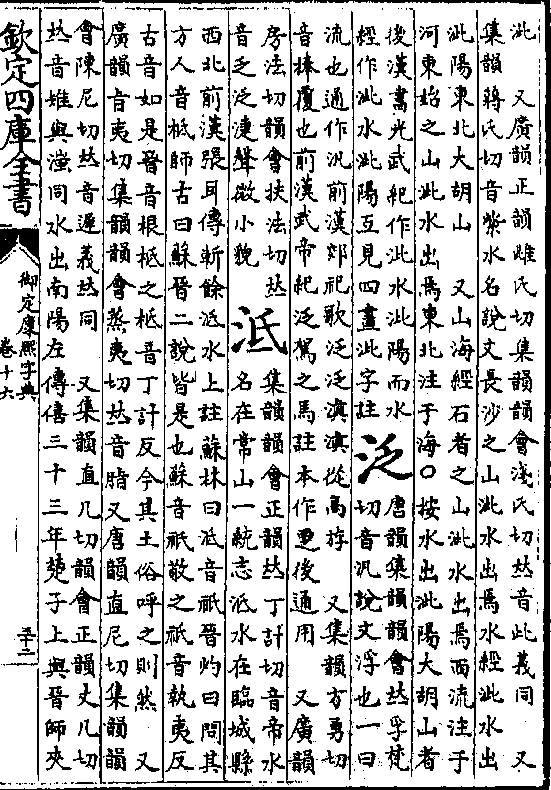 泚　又廣韻正韻雌氏切集韻韻會淺氏切𠀤音此義同　又
集韻蔣氏切音紫水名說文長沙之山泚水出焉水經泚水出
泚陽東北大胡山　又山海經石者之山泚水出焉而流注于
河東始之山泚水出焉東北注于海○按水出泚陽大胡山者
後漢書光武紀作泚水泚陽而水
經作泚水泚陽互見四畫泚字註
泛
唐韻集韻韻會𠀤孚梵
切音汎說文浮也一曰
流也通作汎前漢郊祀歌泛泛滇滇從高斿　又集韻方勇切
音捧覆也前漢武帝紀泛駕之馬註本作覂後通用　又廣韻
房法切韻會扶法切𠀤
音乏泛㴖聲微小貌
泜
集韻韻會正韻𠀤丁計切音帝水
名在常山一統志泜水在臨城縣
西北前漢張耳傳斬餘泜水上註蘇林曰泜音祇晉灼曰問其
方人音柢師古曰蘇晉二說皆是也蘇音祇敬之祇音執夷反
古音如是晉音根柢之柢音丁計反今其土俗呼之則然　又
廣韻旨夷切集韻韻會蒸夷切𠀤音脂又唐韻直尼切集韻韻
會陳尼切𠀤音遲義𠀤同　又集韻直几切韻會正韻丈几切
𠀤音雉與滍同水出南陽左傳僖三十三年楚子上與晉師夾
欽定四庫全書
御定康熙字典
卷十六